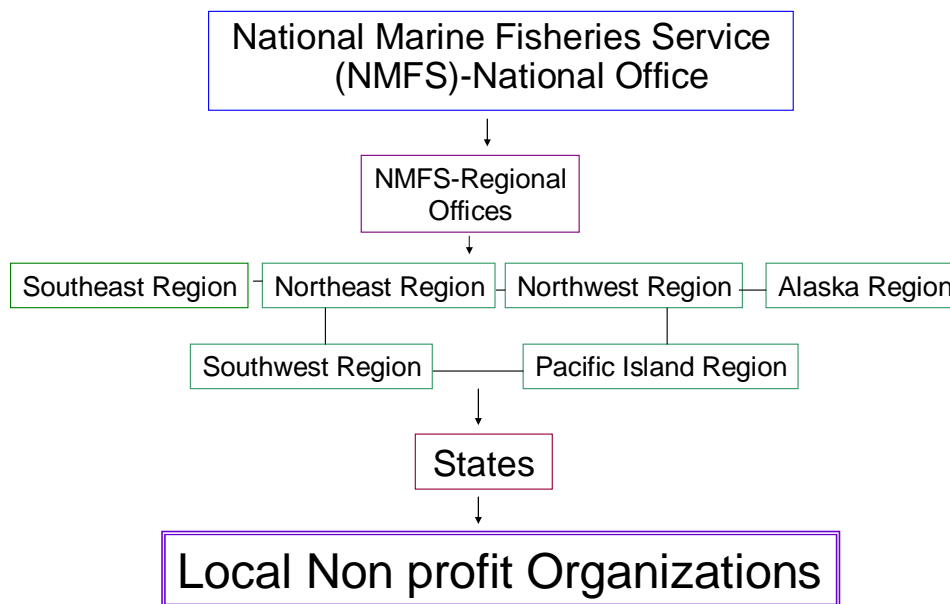 National Marine Fisheries Service
(NMFS)-National Office
NMFS-Regional
Offices
Southeast Region
Northeast Region
Northwest Region
Alaska Region
Southwest Region
Pacific Island Region
States
Local Non profit Organizations